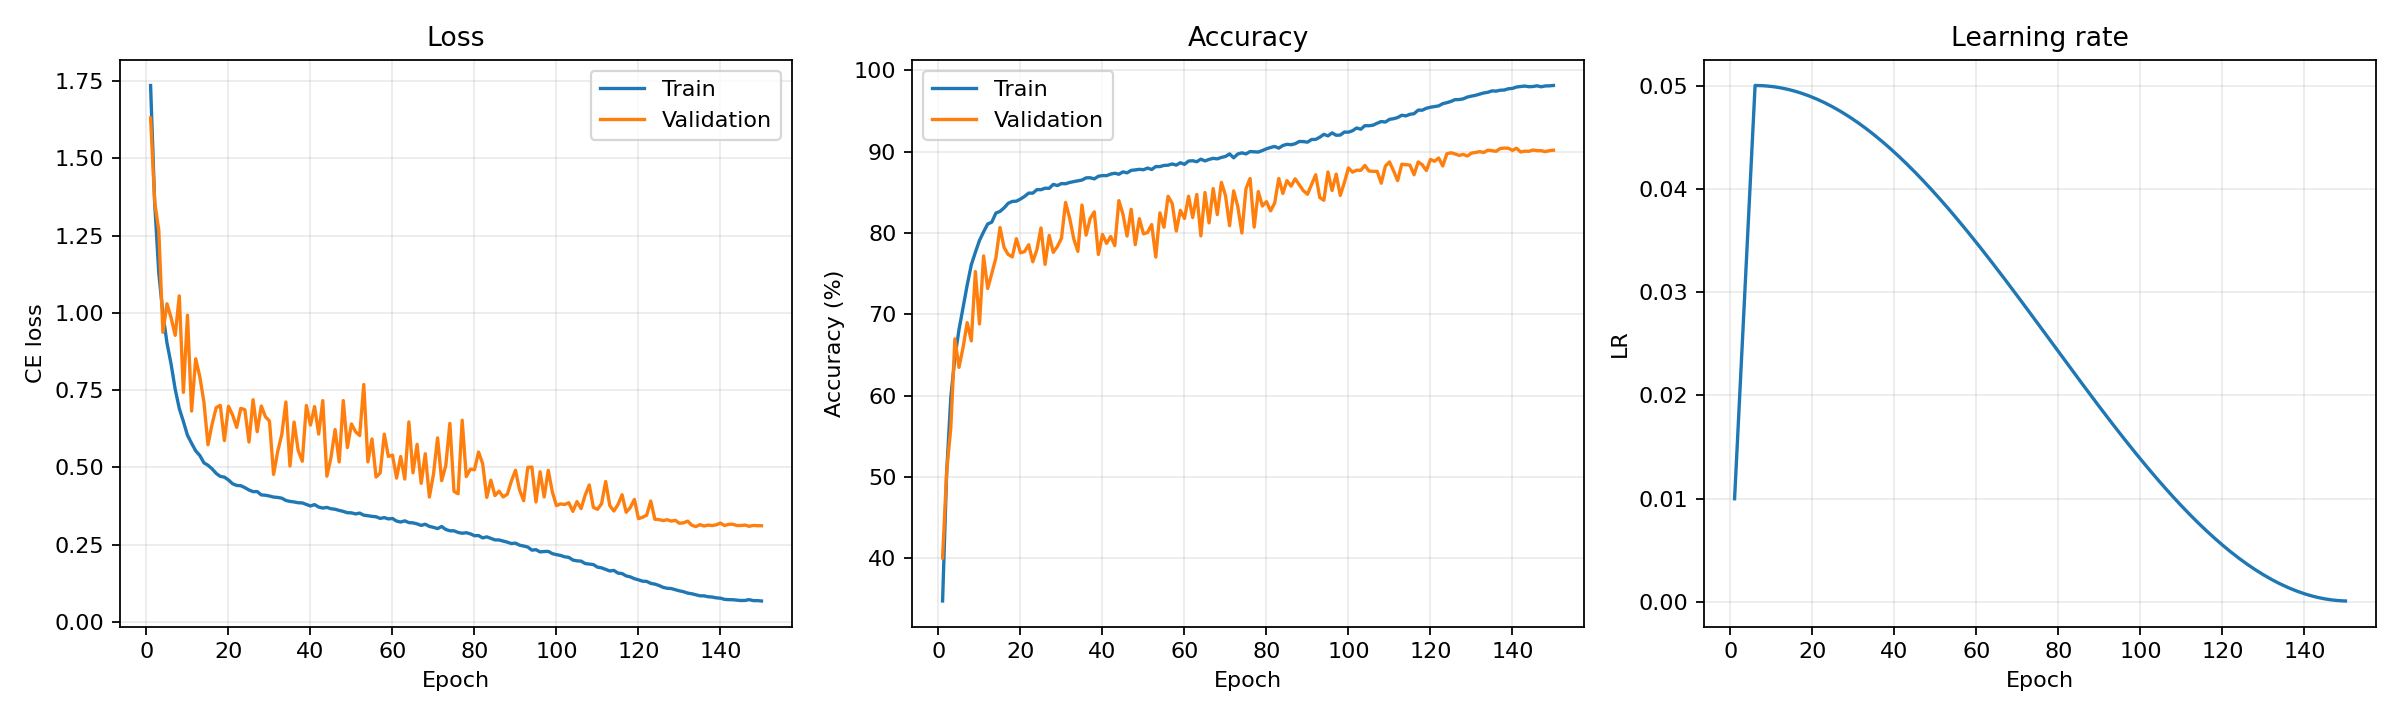 Loss
1.75
1.50
1.25
1.00
0.75
0.50
0.25
0.00
CE loss
Train
Validation
0 20 40 60 80 100 120 140
Epoch
Accuracy
100
90
80
70
60
50
40
Accuracy (%)
Train
Validation
0 20 40 60 80 100 120 140
Epoch
Learning rate
0.05
0.04
0.03
0.02
0.01
0.00
LR
0 20 40 60 80 100 120 140
Epoch